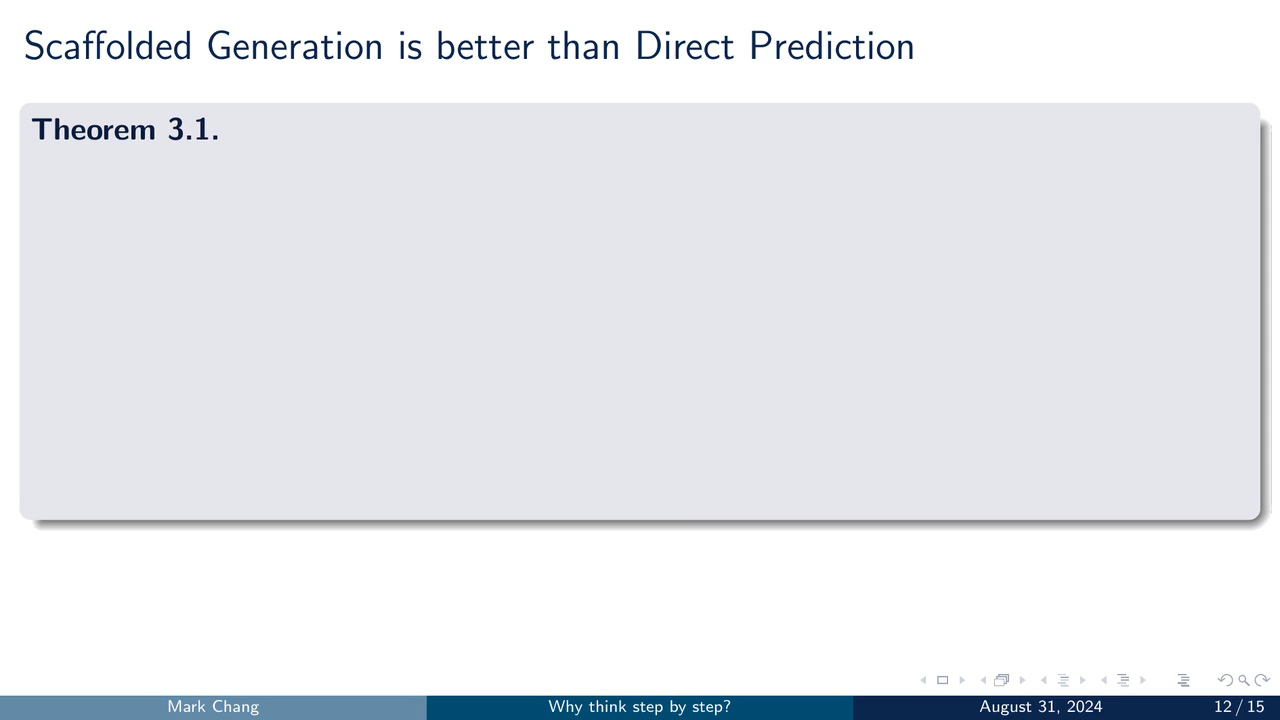 Scaffolded Generation is better than Direct Prediction
Theorem 3.1.
Mark Chang
Why think step by step?
August 31, 2024
12 / 15